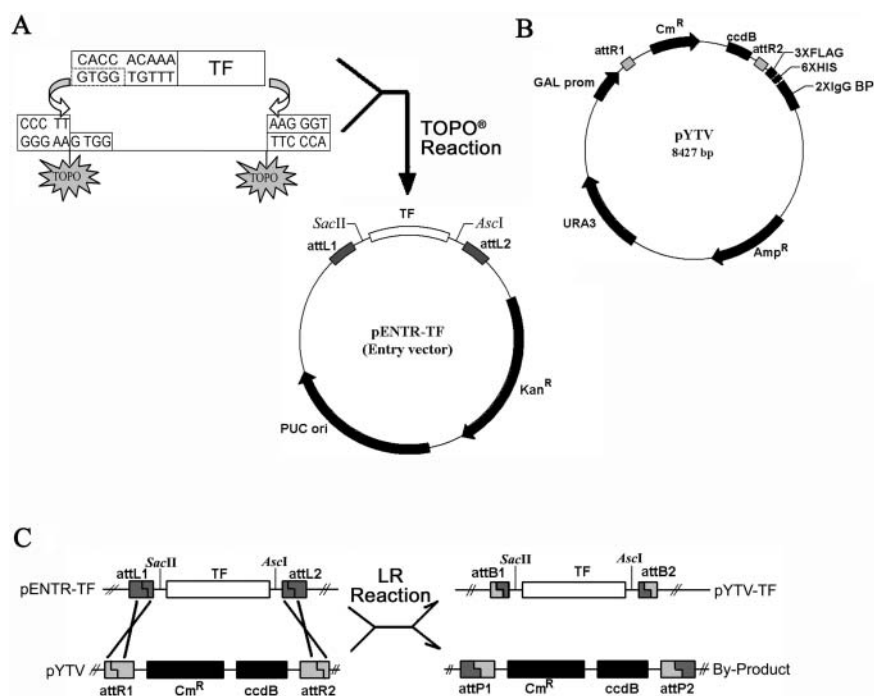 A
CACC ACAAA
GTGG TGTTT
TF
CCC TT
GGG AAGTGG
AAG GGT
TTC CCA
TOPO
TOPO
TOPO®
Reaction
TF
SacII
AscI
attL1
attL2
pENTR-TF
(Entry vector)
KanR
PUC ori
B
CmR
ccdB
attR1
attR2
3XFLAG
6XHIS
2XIgG BP
GAL prom
pYTV
8427 bp
URA3
AmpR
C
attL1
SacII
TF
AscI
attL2
pENTR-TF
LR
Reaction
attB1
SacII
TF
AscI
attB2
pYTV-TF
pYTV
attR1
CmR
ccdB
attR2
attP1
CmR
ccdB
attP2
By-Product